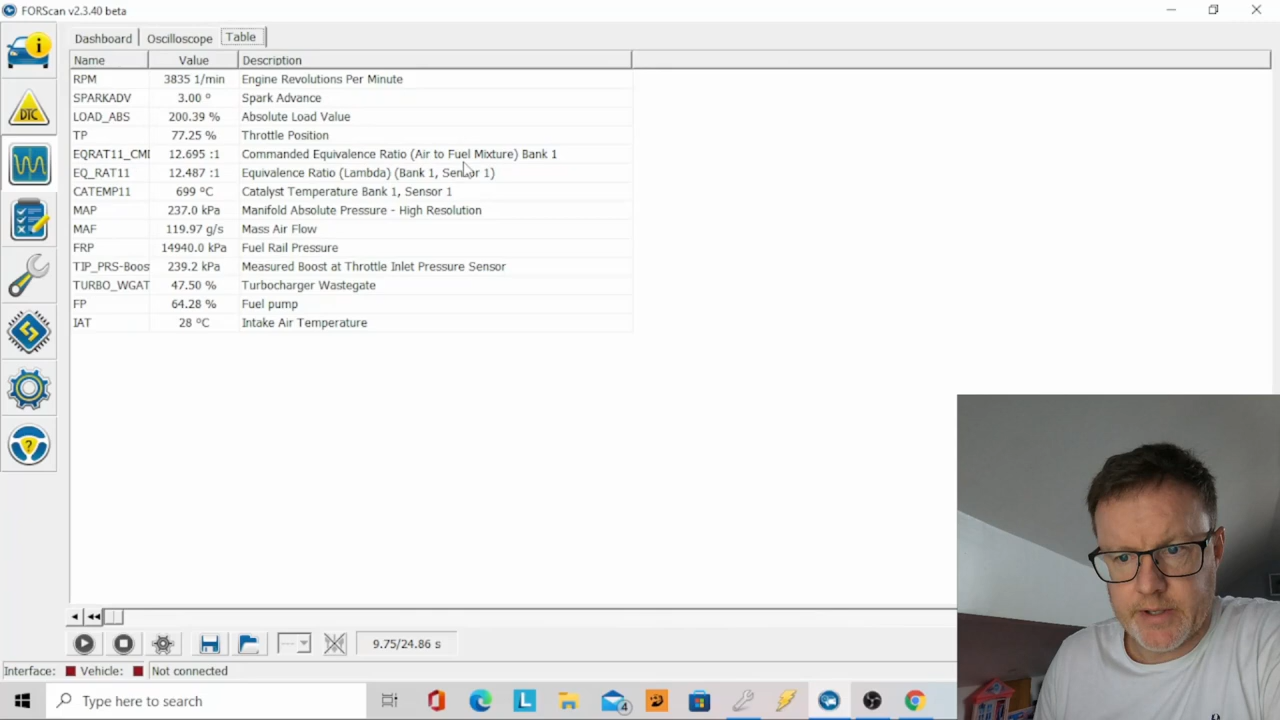 FORScan v2.3.40 beta
Dashboard Oscilloscope Table
Name Value Description
RPM 3835 1/min Engine Revolutions Per Minute
SPARKADV 3.00 º Spark Advance
LOAD_ABS 200.39 % Absolute Load Value
TP 77.25 % Throttle Position
EQRAT11_CMD 12.695 :1 Commanded Equivalence Ratio (Air to Fuel Mixture) Bank 1
EQ_RAT11 12.487 :1 Equivalence Ratio (Lambda) (Bank 1, Sensor 1)
CATEMP11 699 ºC Catalyst Temperature Bank 1, Sensor 1
MAP 237.0 kPa Manifold Absolute Pressure - High Resolution
MAF 119.97 g/s Mass Air Flow
FRP 14940.0 kPa Fuel Rail Pressure
TIP_PRS-Boos 239.2 kPa Measured Boost at Throttle Inlet Pressure Sensor
TURBO_WGAT 47.50 % Turbocharger Wastegate
FP 64.28 % Fuel pump
IAT 28 ºC Intake Air Temperature
DTC
9.75/24.86 s
Interface: Vehicle: Not connected
Type here to search
L
4